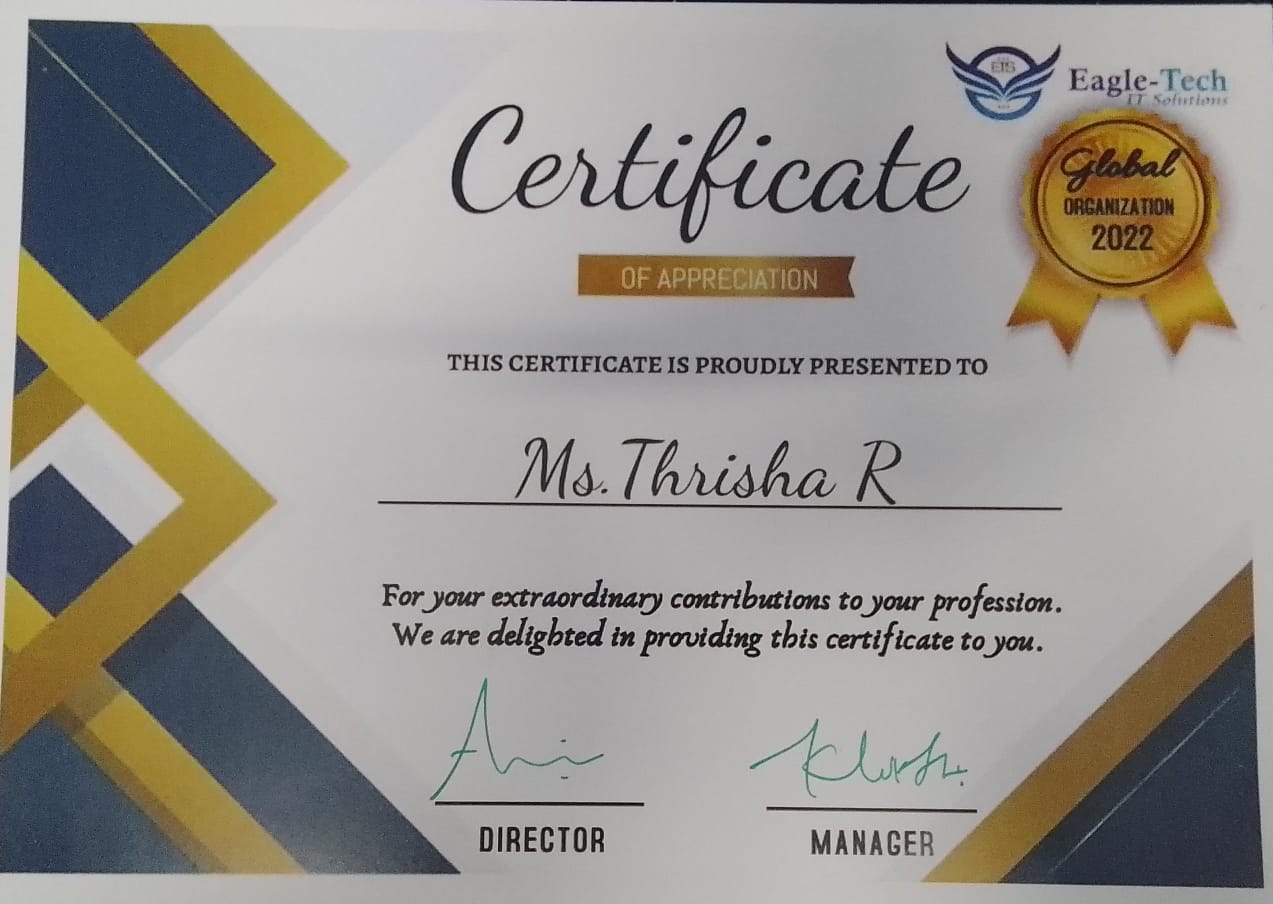 ETS
Eagle-Tech
IT Solutions
Certificate
Global
ORGANIZATION
2022
OF APPRECIATION
THIS CERTIFICATE IS PROUDLY PRESENTED TO
Ms. Thrisha R
For your extraordinary contributions to your profession.
We are delighted in providing this certificate to you.
DIRECTOR
MANAGER